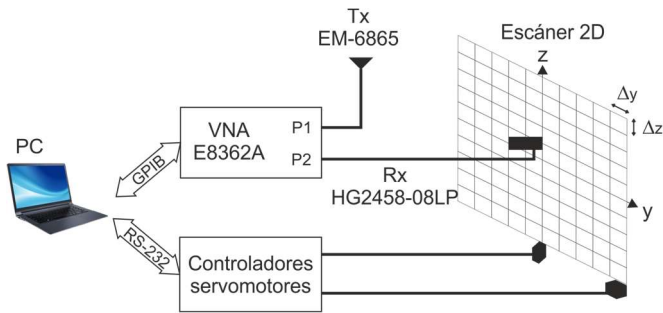 Tx
EM-6865
Escáner 2D
z
Δy
Δz
PC
VNA
E8362A
P1
P2
GPIB
Rx
HG2458-08LP
y
RS-232
Controladores
servomotores